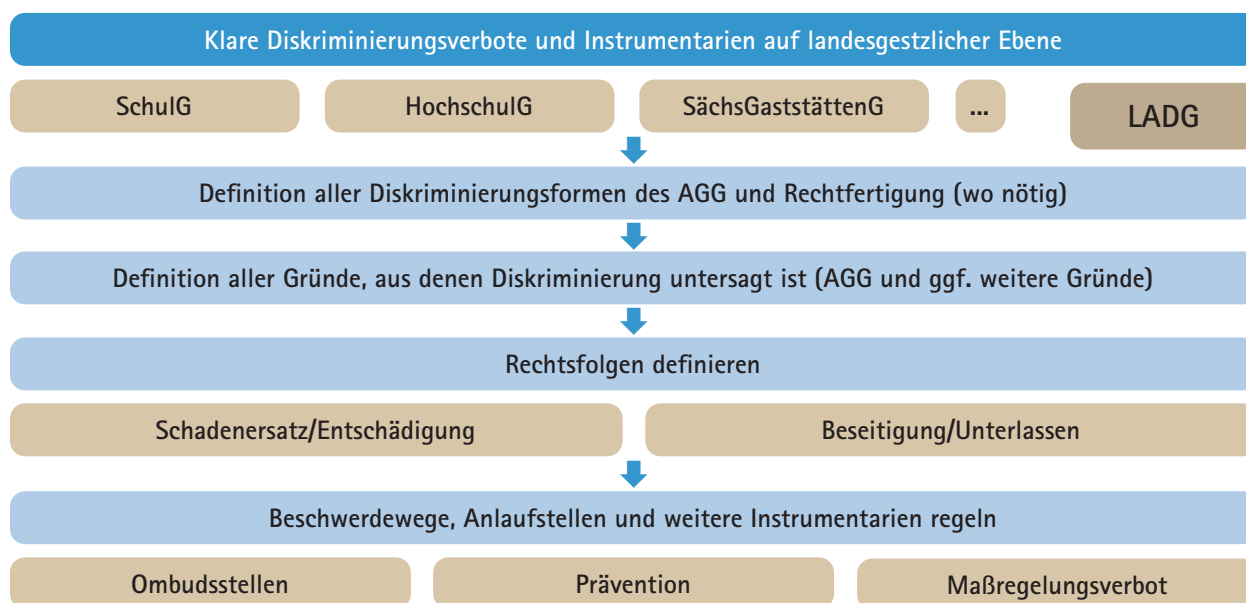 Klare Diskriminierungsverbote und Instrumentarien auf landesgestzlicher Ebene
SchulG
HochschulG
SächsGaststättenG
...
LADG
Definition aller Diskriminierungsformen des AGG und Rechtfertigung (wo nötig)
Definition aller Gründe, aus denen Diskriminierung untersagt ist (AGG und ggf. weitere Gründe)
Rechtsfolgen definieren
Schadenersatz/Entschädigung
Beseitigung/Unterlassen
Beschwerdewege, Anlaufstellen und weitere Instrumentarien regeln
Ombudsstellen
Prävention
Maßregelungsverbot